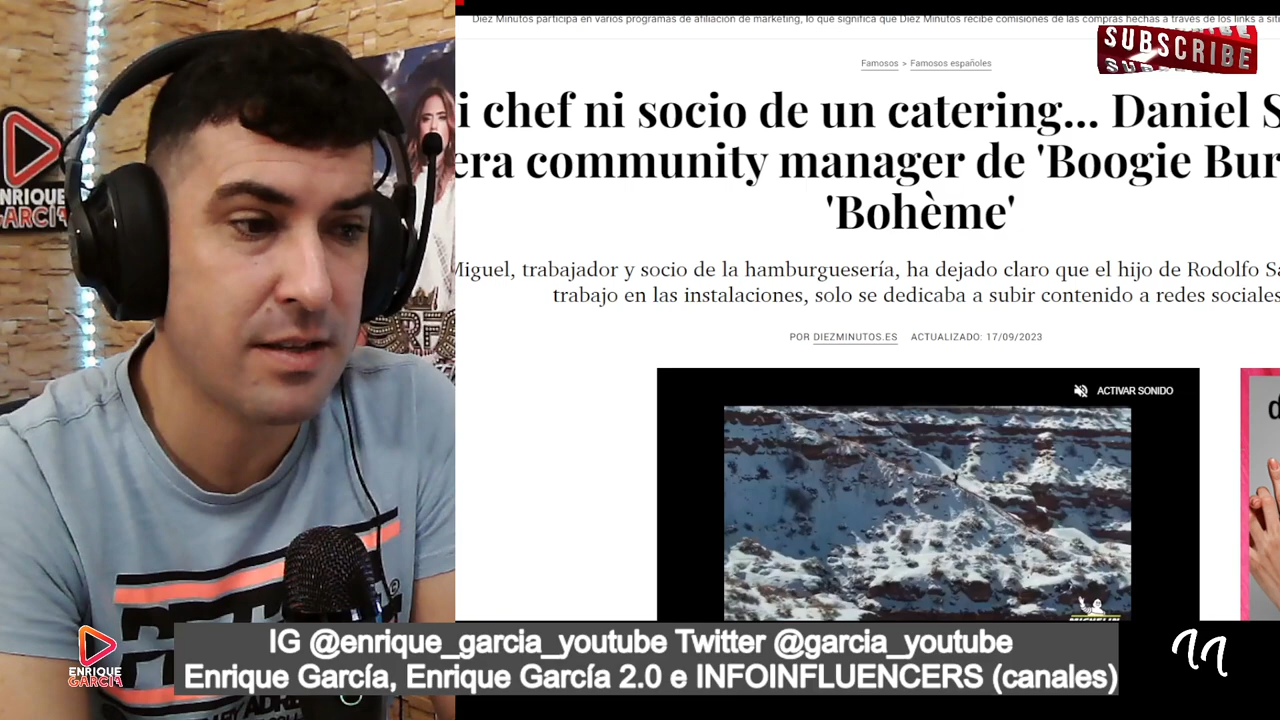 Diez Minutos participa en varios programas de afiliación de marketing, lo que significa que Diez Minutos recibe comisiones de las compras hechas a través de los links a
SUBSCRIBE
Famosos > Famosos españoles
i chef ni socio de un catering... Daniel S
era community manager de 'Boogie Bur
'Bohème'
Miguel, trabajador y socio de la hamburguesería, ha dejado claro que el hijo de Rodolfo Sa
trabajo en las instalaciones, solo se dedicaba a subir contenido a redes sociales
POR DIEZMINUTOS.ES ACTUALIZADO: 17/09/2023
ACTIVAR SONIDO
ENRIQUE
GARCÍA
RF
MICHELIN
IG @enrique_garcia_youtube Twitter @garcia_youtube
Enrique García, Enrique García 2.0 e INFOINFLUENCERS (canales)
ENRIQUE
GARCÍA